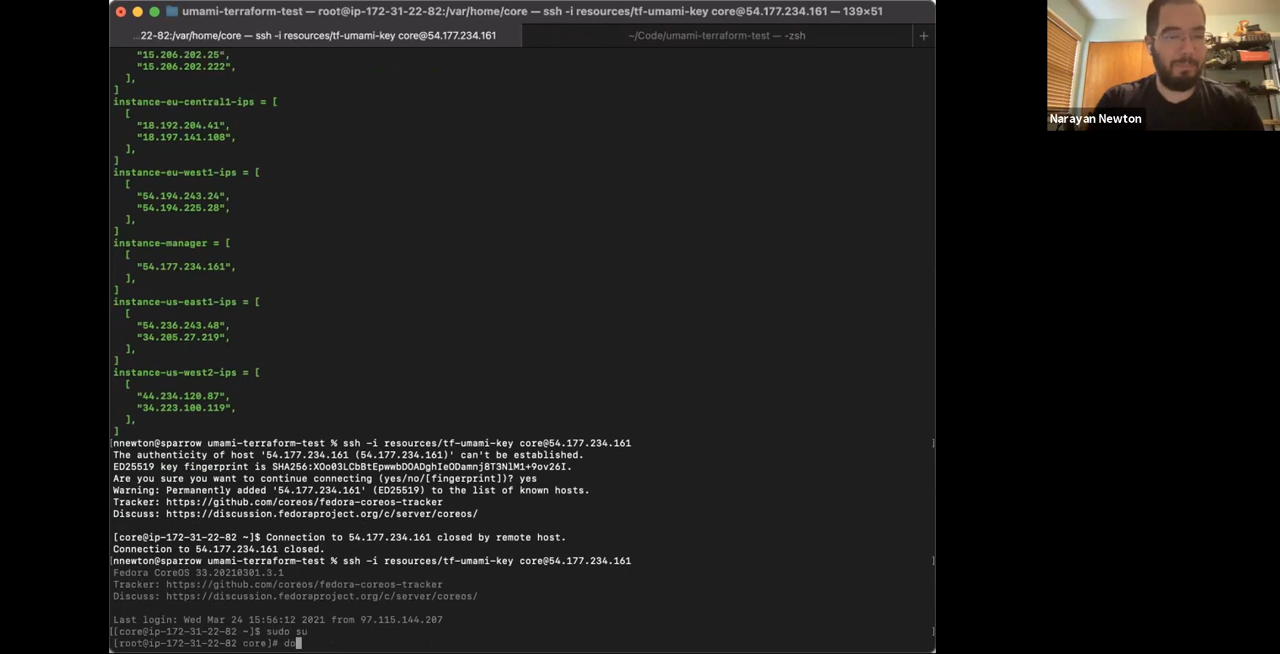 umami-terraform-test — root@ip-172-31-22-82:/var/home/core — ssh -i resources/tf-umami-key core@54.177.234.161 — 139×51
...22-82:/var/home/core — ssh -i resources/tf-umami-key core@54.177.234.161
~/Code/umami-terraform-test — -zsh
+
"15.206.202.25",
"15.206.202.222",
],
]
instance-eu-central1-ips = [
[
"18.192.204.41",
"18.197.141.108",
],
]
instance-eu-west1-ips = [
[
"54.194.243.24",
"54.194.225.28",
],
]
instance-manager = [
[
"54.177.234.161",
],
]
instance-us-east1-ips = [
[
"54.236.243.48",
"34.205.27.219",
],
]
instance-us-west2-ips = [
[
"44.234.120.87",
"34.223.100.119",
],
]
[nnewton@sparrow umami-terraform-test % ssh -i resources/tf-umami-key core@54.177.234.161 ]
The authenticity of host '54.177.234.161 (54.177.234.161)' can't be established.
ED25519 key fingerprint is SHA256:XOo03LCbBtEpwwbDOADghIeODamnj8T3NlM1+9ov26I.
Are you sure you want to continue connecting (yes/no/[fingerprint])? yes
Warning: Permanently added '54.177.234.161' (ED25519) to the list of known hosts.
Tracker: https://github.com/coreos/fedora-coreos-tracker
Discuss: https://discussion.fedoraproject.org/c/server/coreos/
[core@ip-172-31-22-82 ~]$ Connection to 54.177.234.161 closed by remote host.
Connection to 54.177.234.161 closed.
[nnewton@sparrow umami-terraform-test % ssh -i resources/tf-umami-key core@54.177.234.161 ]
Fedora CoreOS 33.20210301.3.1
Tracker: https://github.com/coreos/fedora-coreos-tracker
Discuss: https://discussion.fedoraproject.org/c/server/coreos/
Last login: Wed Mar 24 15:56:12 2021 from 97.115.144.207
[[core@ip-172-31-22-82 ~]$ sudo su ]
[root@ip-172-31-22-82 core]# do
Narayan Newton